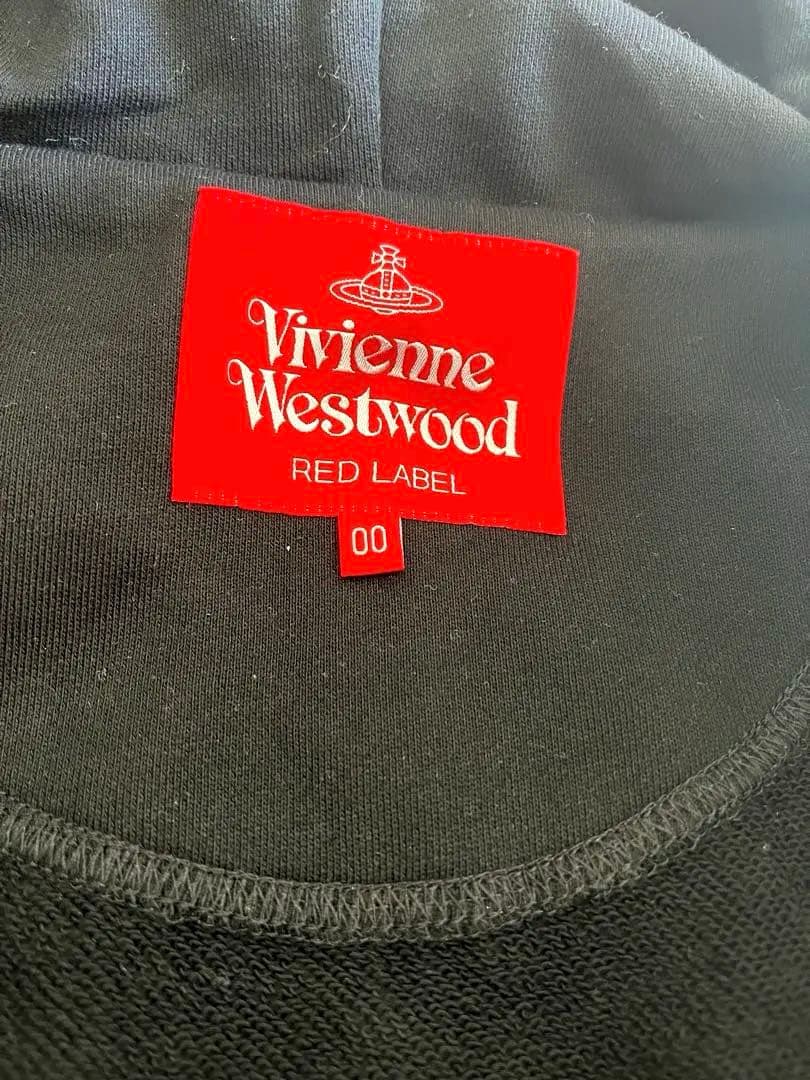 Vivienne
Westwood
RED LABEL
00